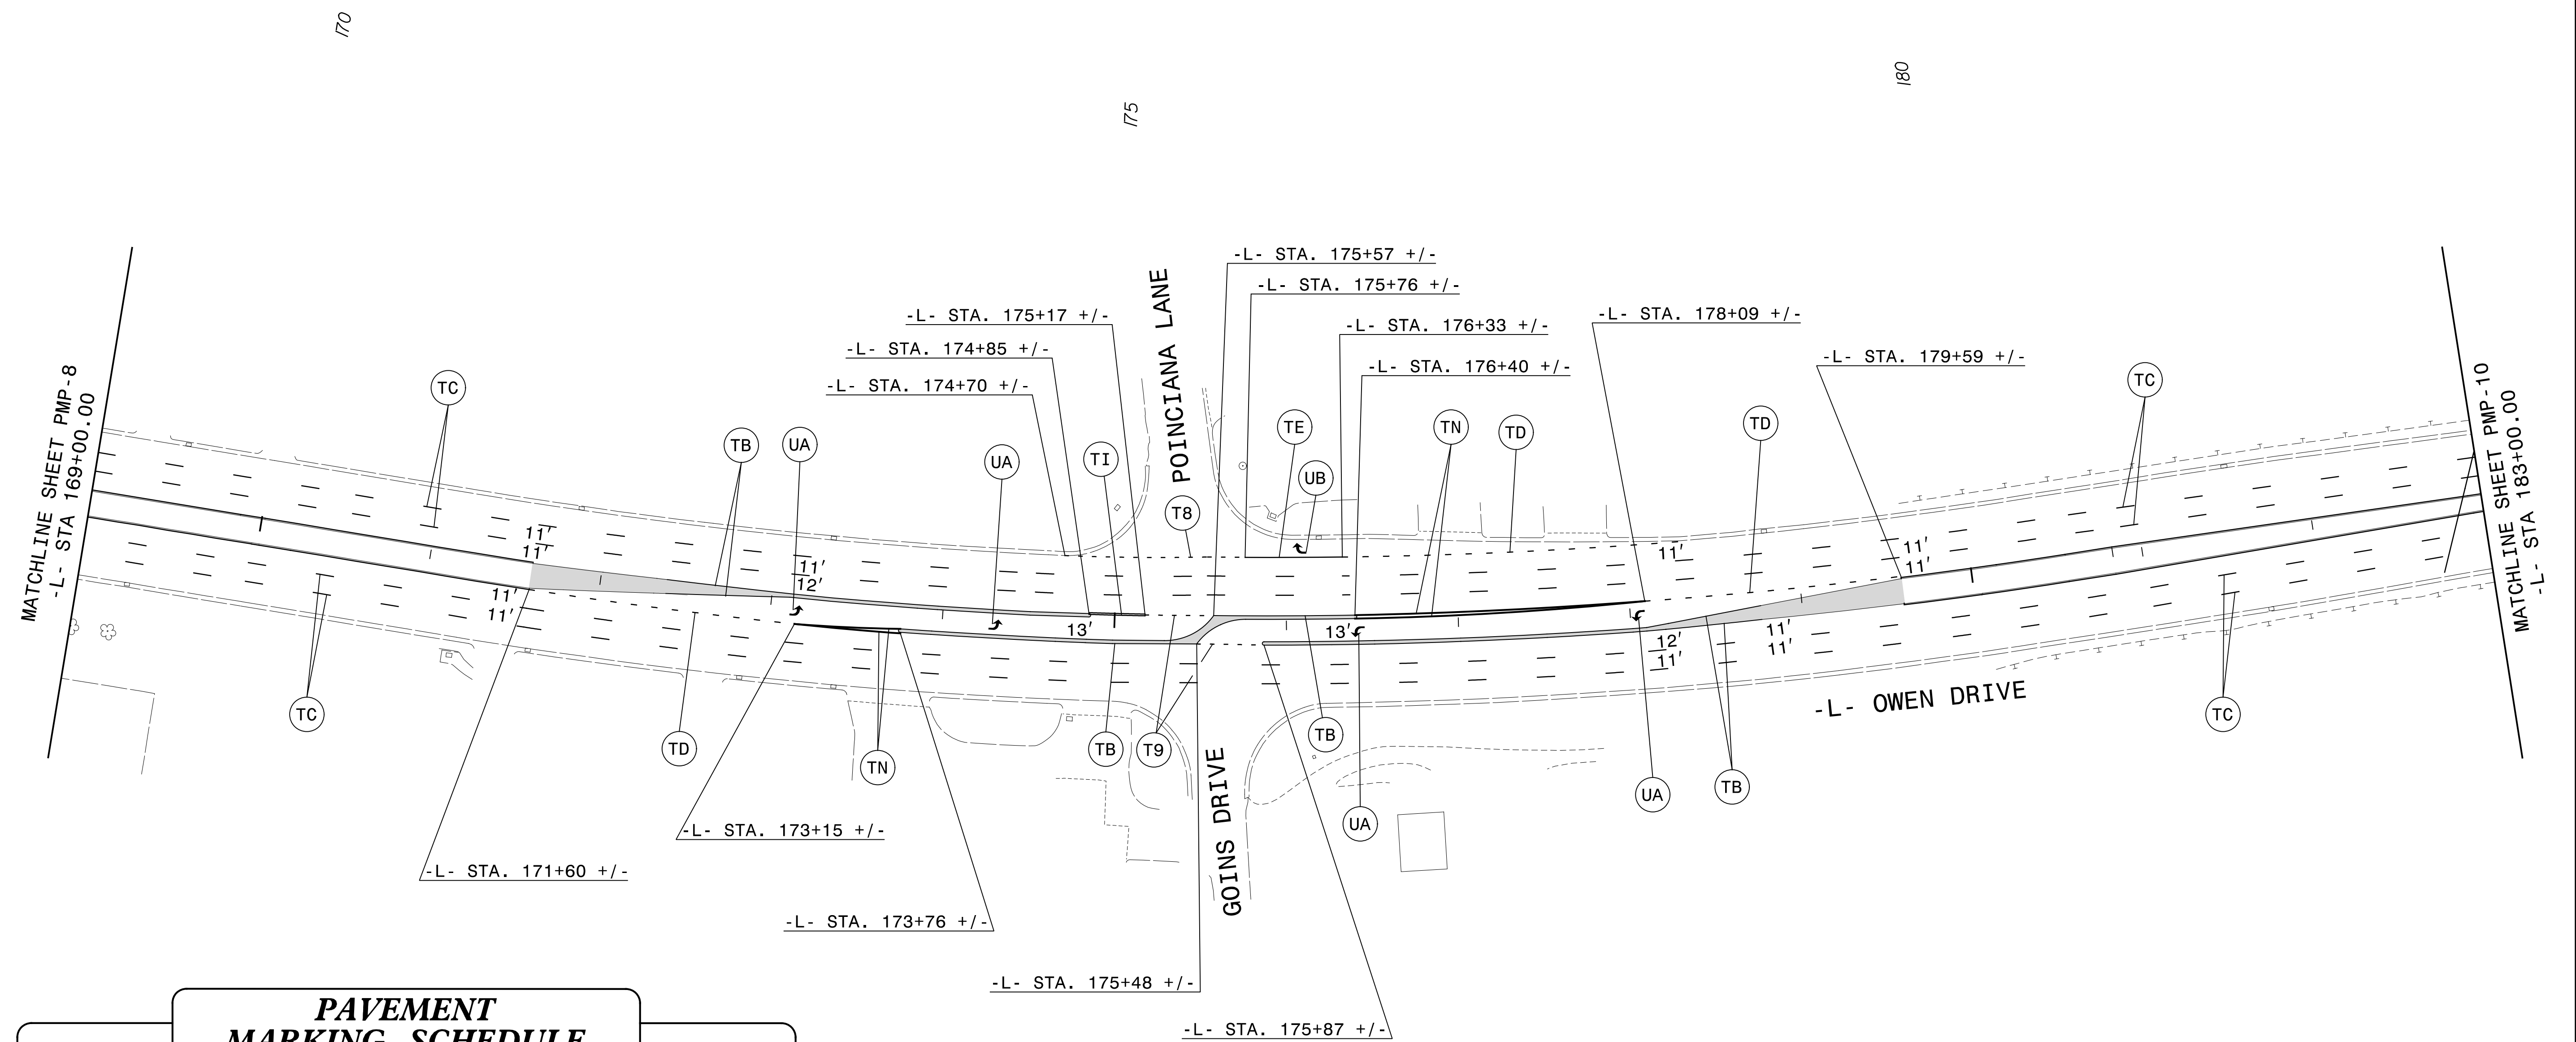 170
175
180
-L- STA. 175+57 +/-
-L- STA. 175+76 +/-
-L- STA. 175+17 +/-
-L- STA. 176+33 +/-
-L- STA. 178+09 +/-
-L- STA. 174+85 +/-
-L- STA. 176+40 +/-
-L- STA. 179+59 +/-
-L- STA. 174+70 +/-
MATCHLINE SHEET PMP-8
-L- STA 169+00.00
POINCIANA LANE
MATCHLINE SHEET PMP-10
-L- STA 183+00.00
TC
TB
UA
UA
TI
T8
TE
UB
TN
TD
TD
TC
11'
11'
11'
12'
11'
11'
11'
11'
11'
13'
13'
12'
11'
11'
11'
-L- OWEN DRIVE
TC
TD
TN
TB
T9
TB
UA
UA
TB
TC
GOINS DRIVE
-L- STA. 173+15 +/-
-L- STA. 171+60 +/-
-L- STA. 173+76 +/-
-L- STA. 175+48 +/-
-L- STA. 175+87 +/-
PAVEMENT
MARKING SCHEDULE